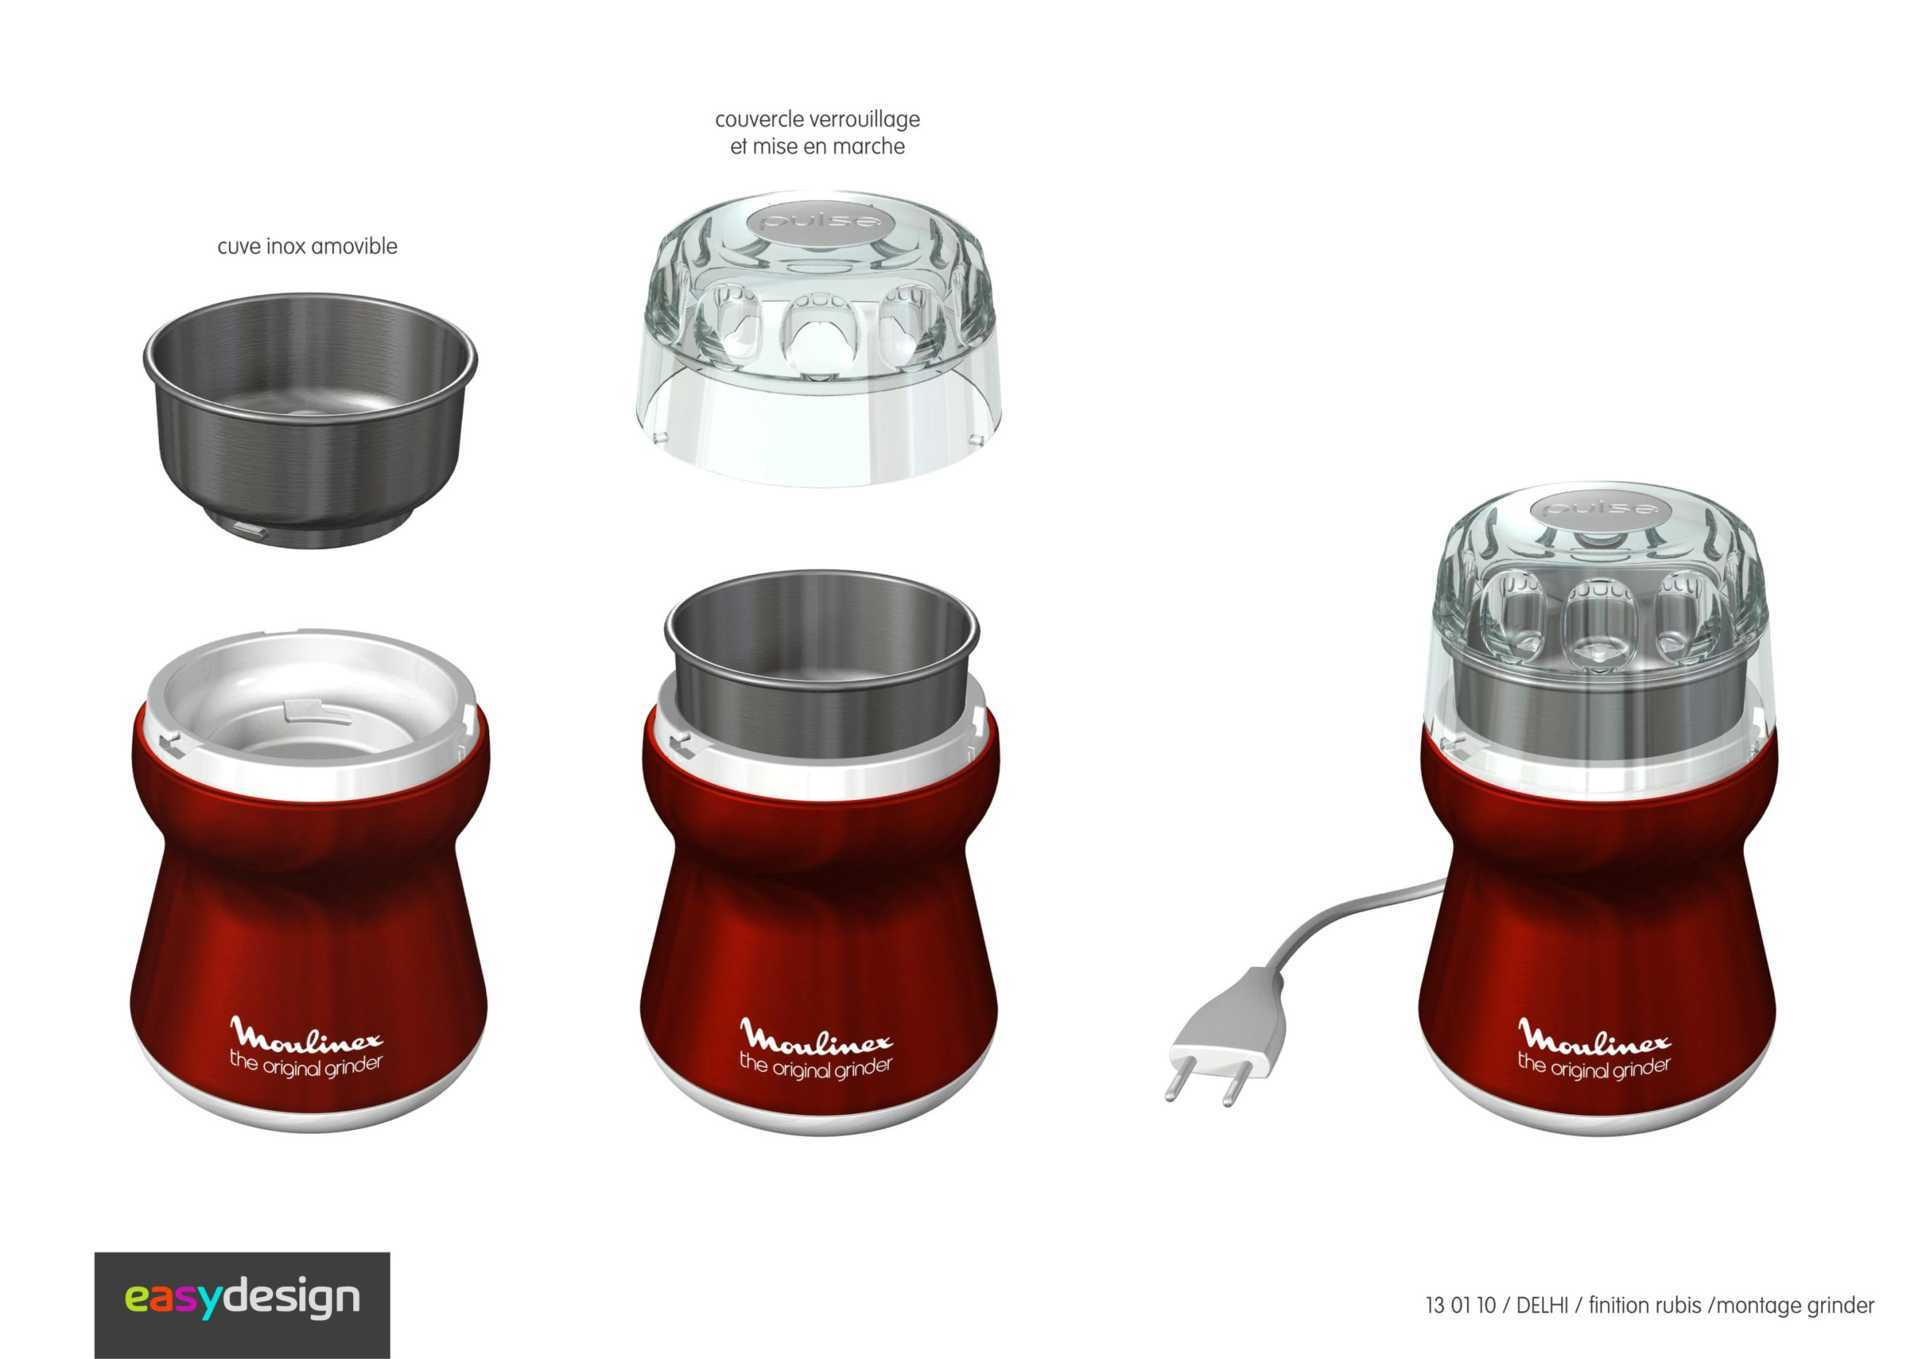 couvercle verrouillage
et mise en marche
cuve inox amovible
pulse
pulse
Moulinex
the original grinder
Moulinex
the original grinder
Moulinex
the original grinder
easydesign
13 01 10 / DELHI / finition rubis /montage grinder